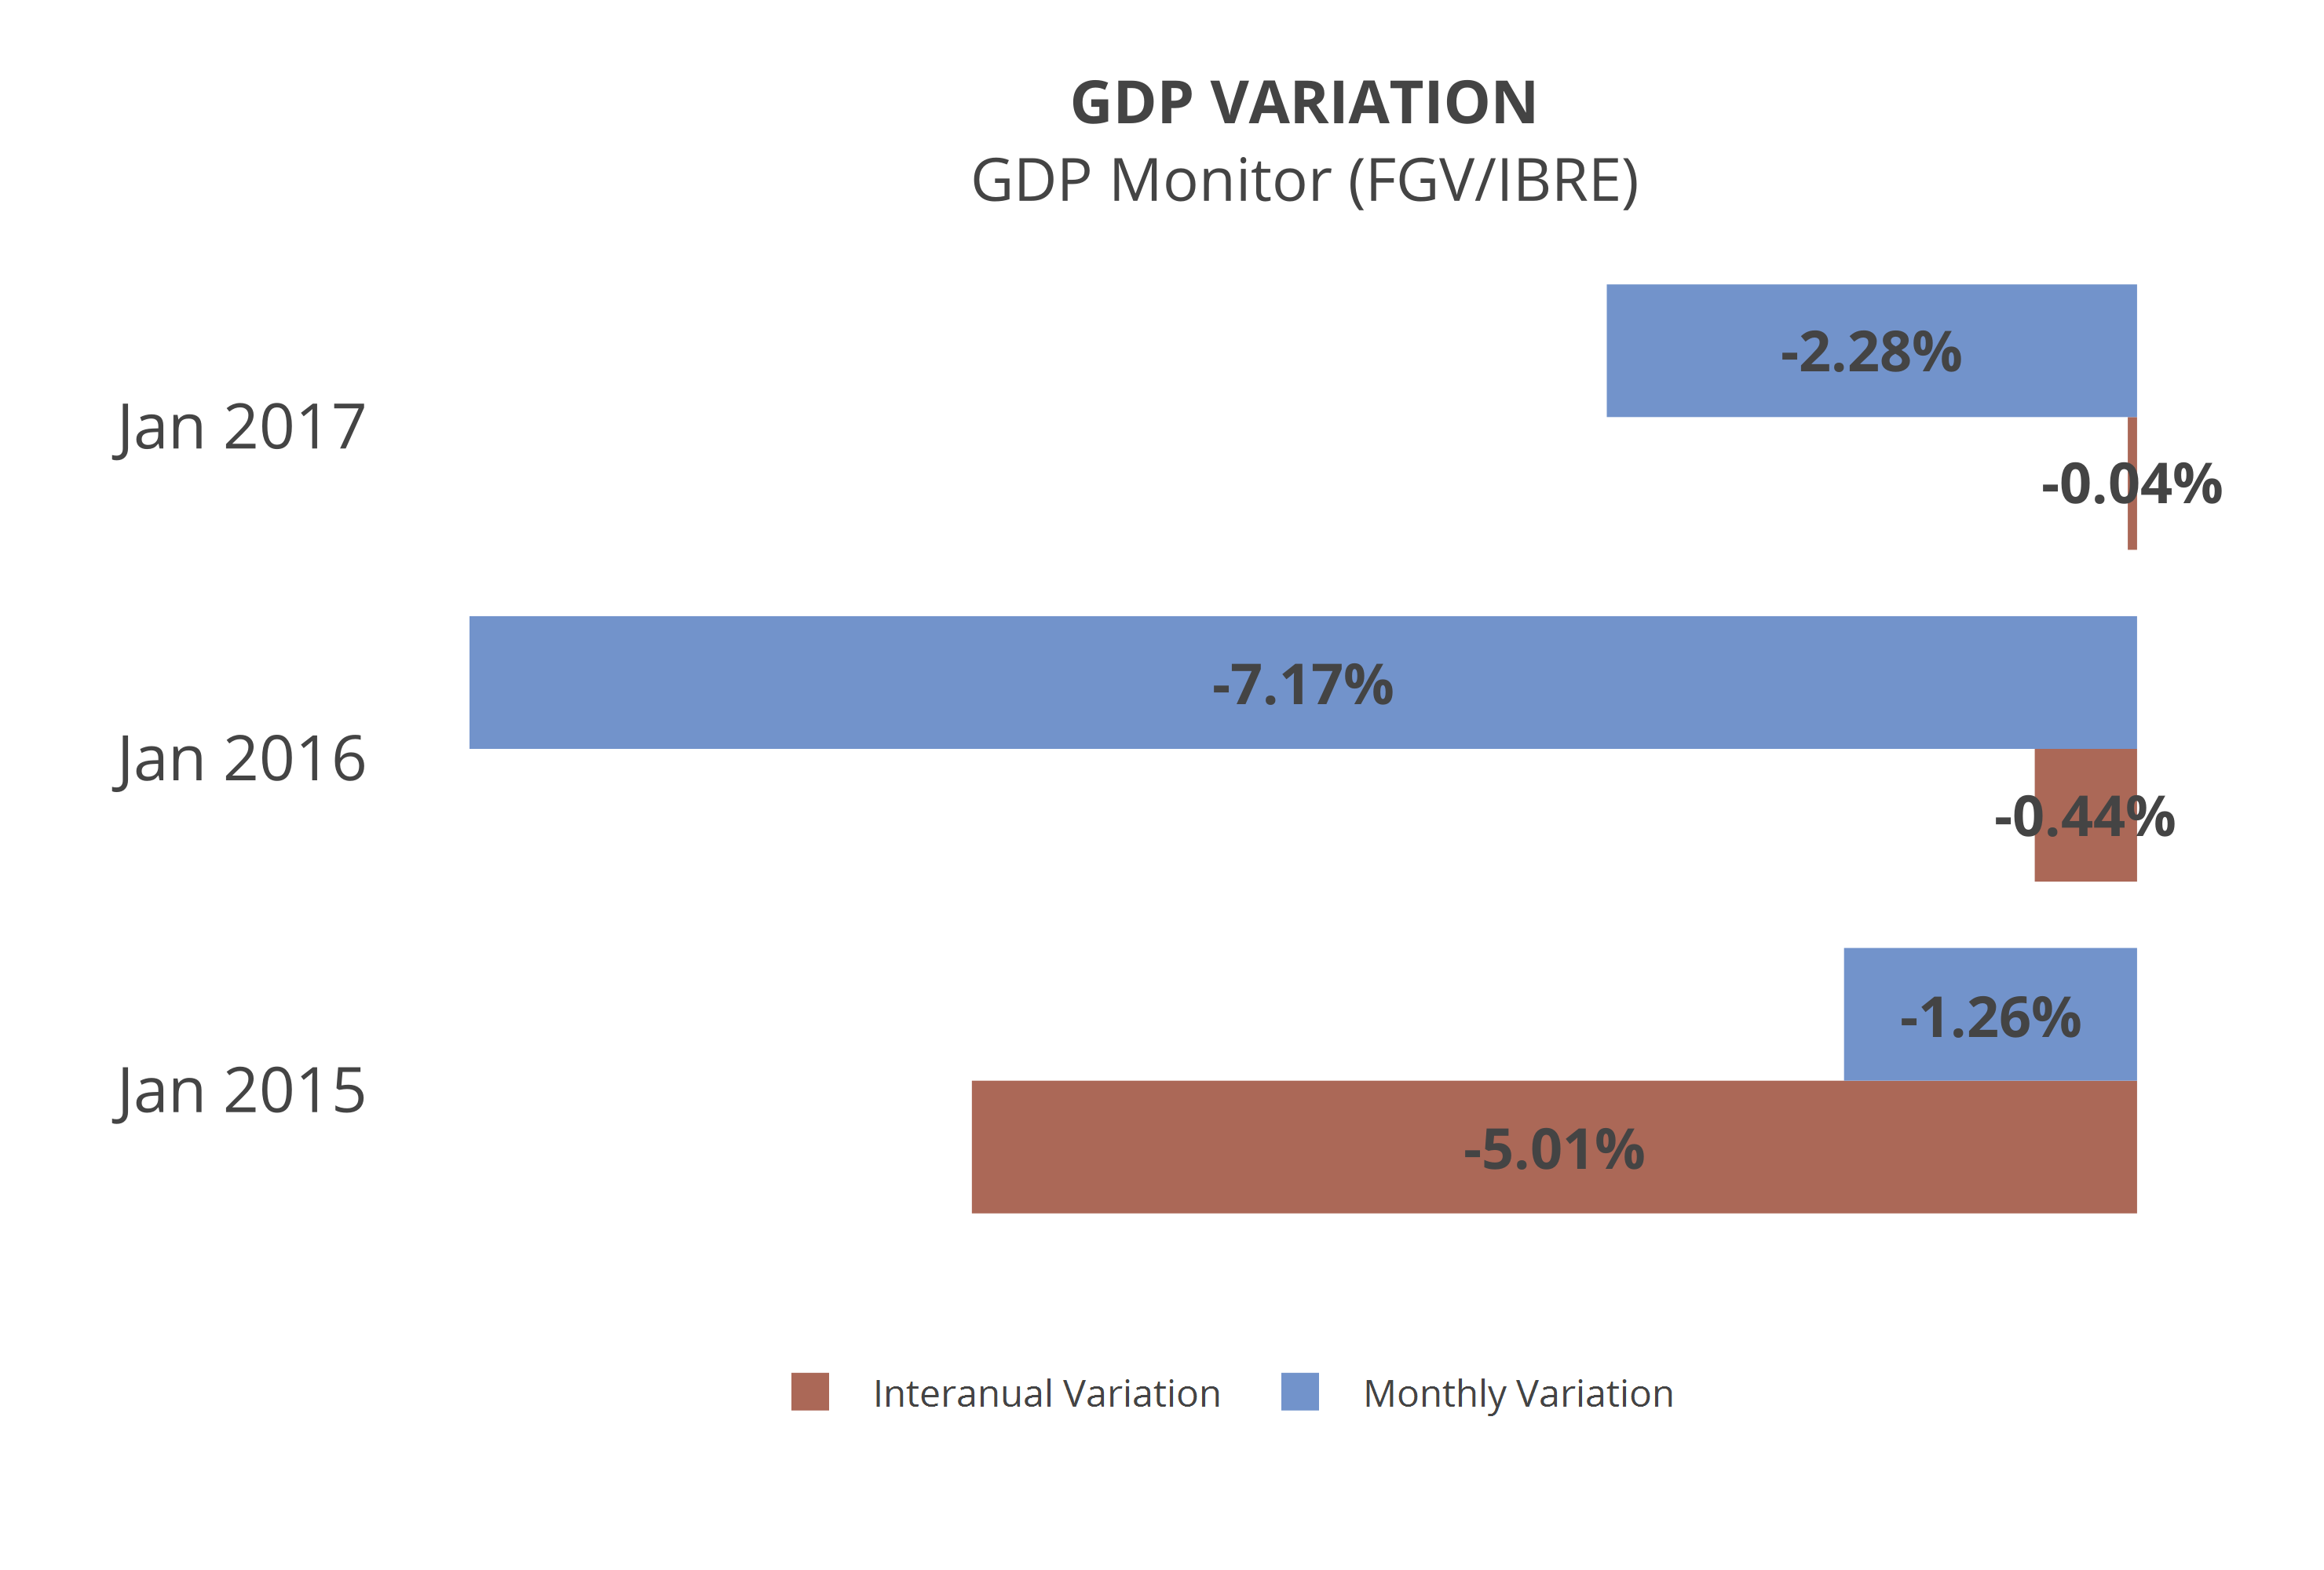 GDP VARIATION
GDP Monitor (FGV//IBRE)
-2.28%
Jan 2017
-0.04%
-7.17%
Jan 2016
-0.44%
-1.26%
Jan 2015
-5.01%
Interanual Variation
Monthly Variation